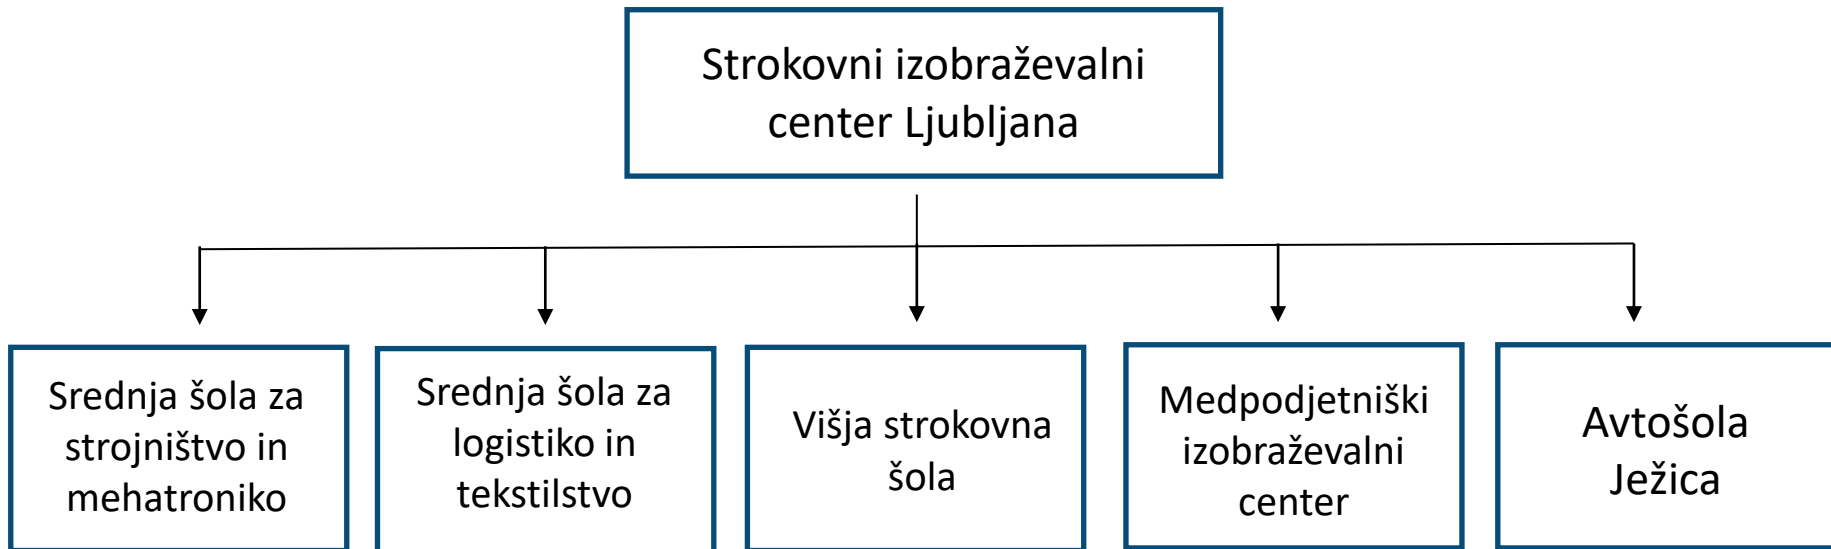 Strokovni izobraževalni
center Ljubljana
Srednja šola za
strojništvo in
mehatroniko
Srednja šola za
logistiko in
tekstilstvo
Višja strokovna
šola
Medpodjetniški
izobraževalni
center
Avtošola
Ježica